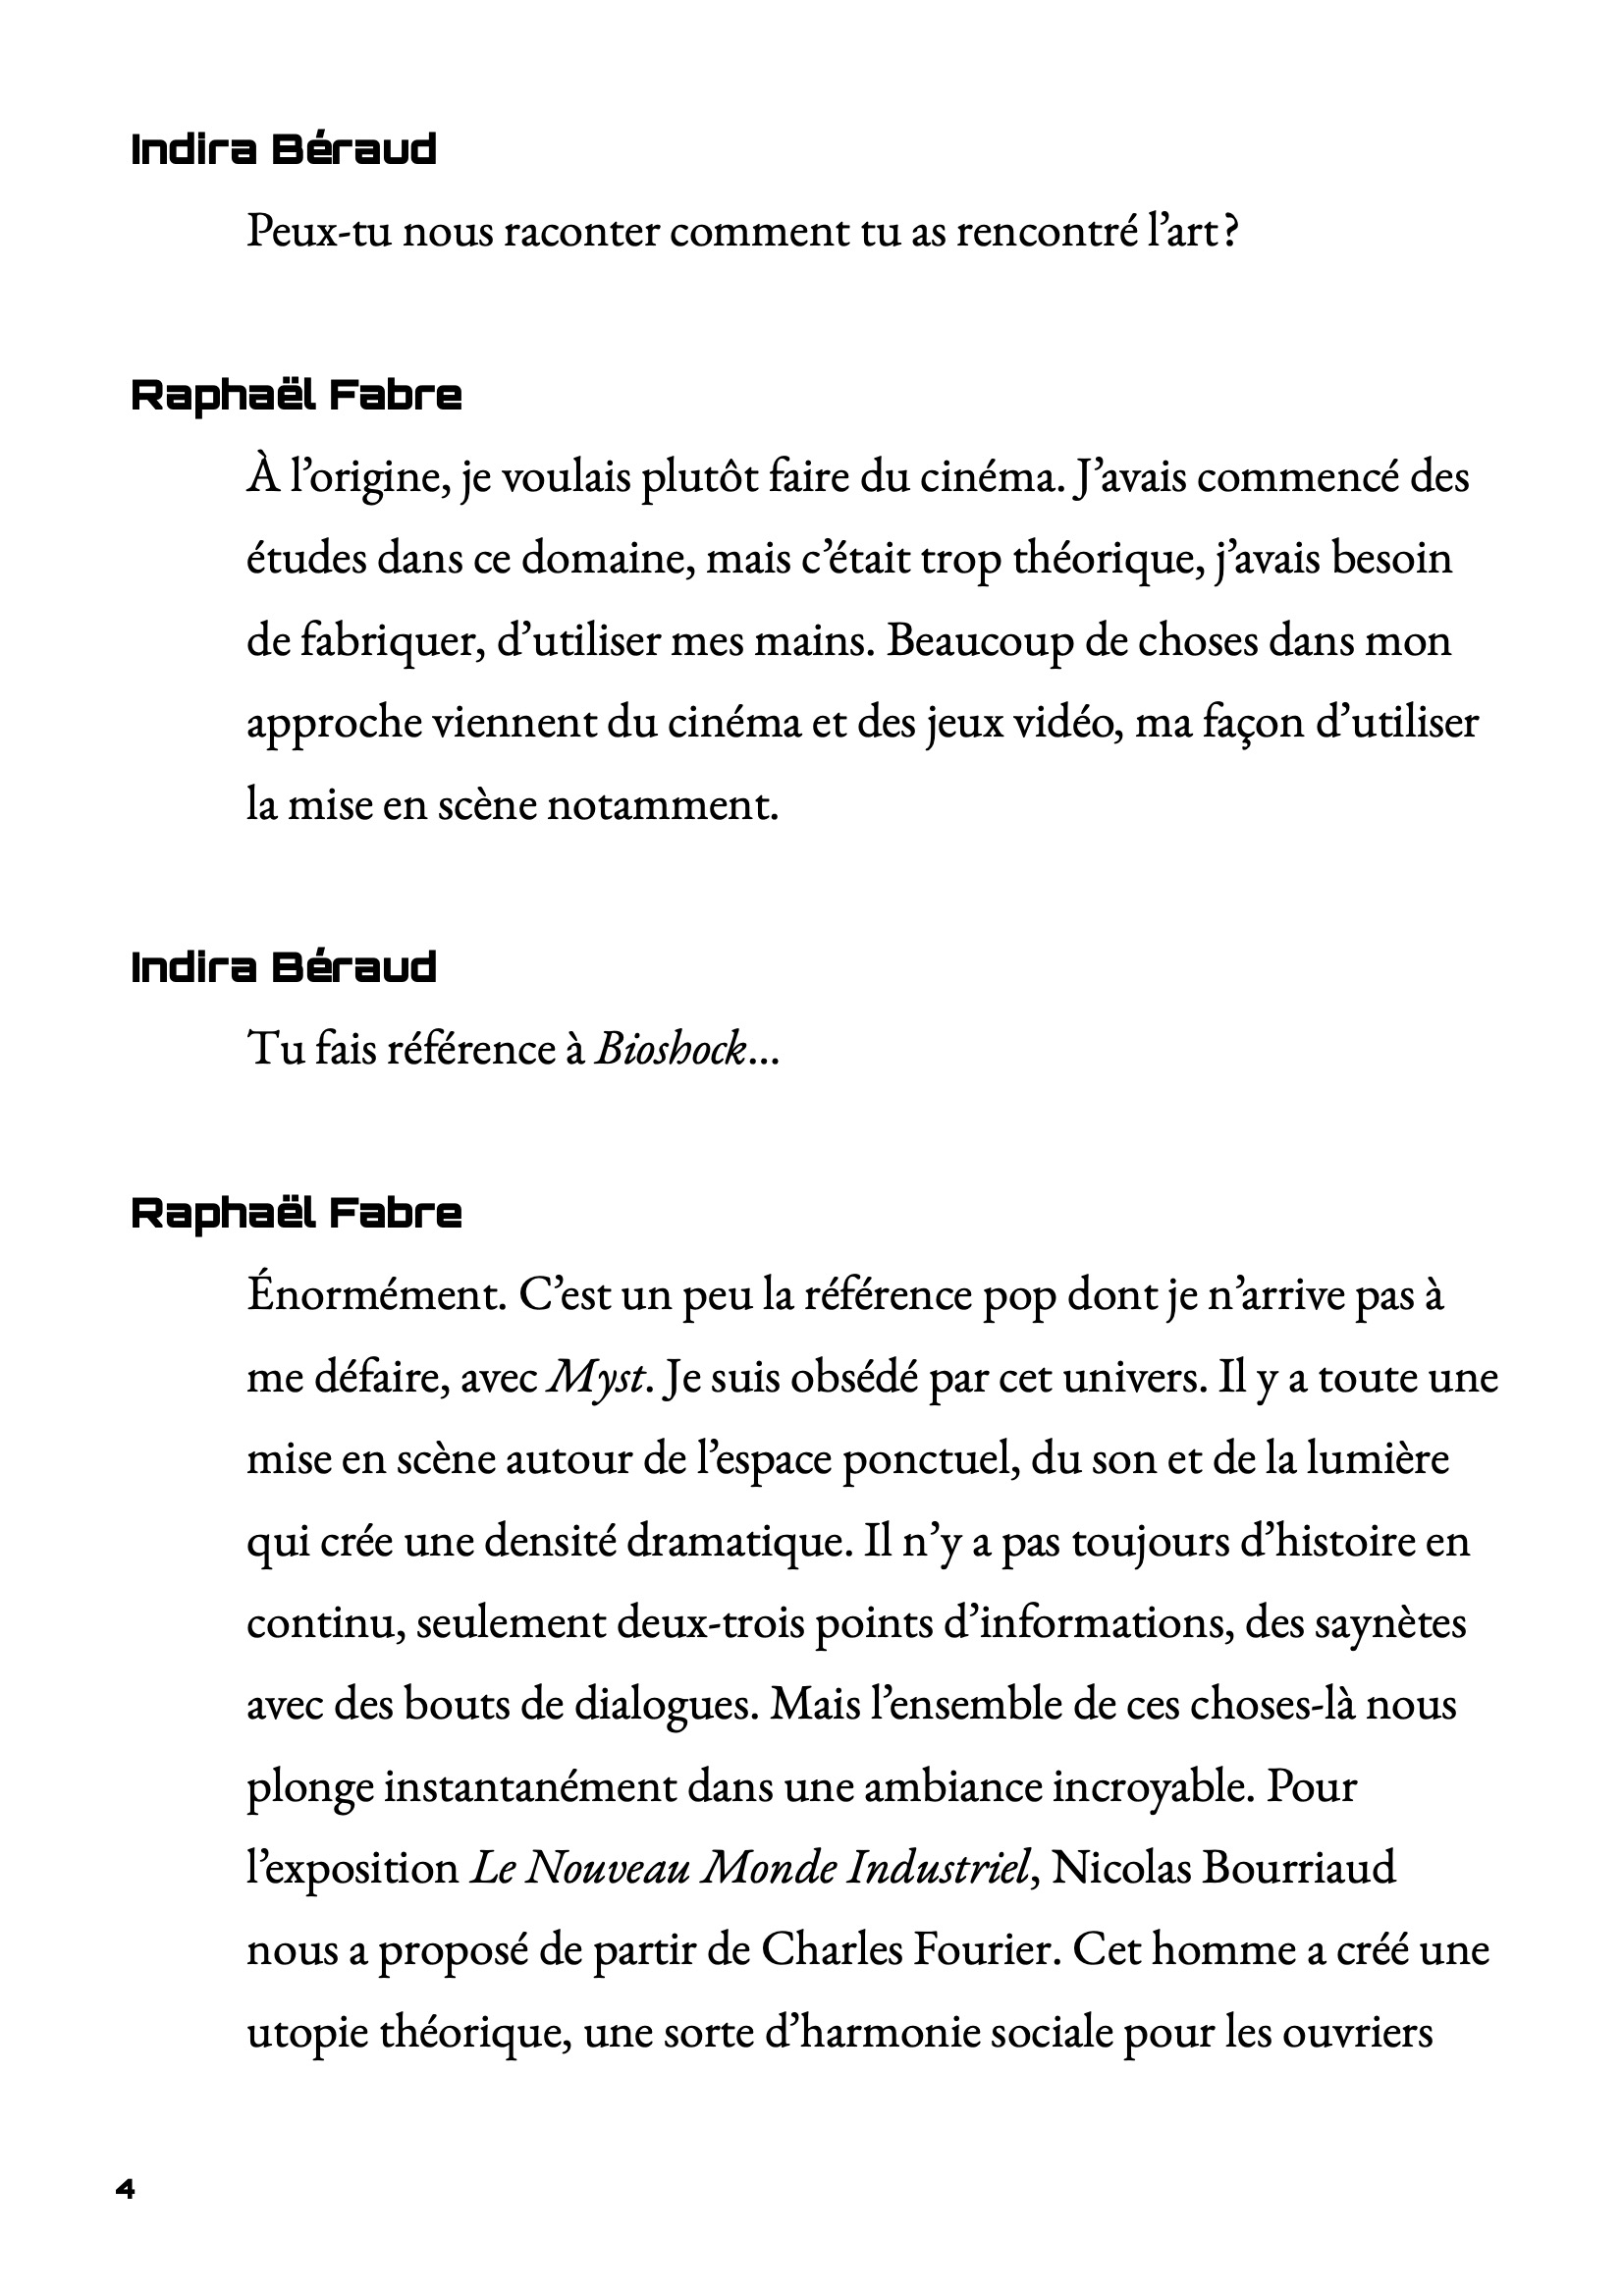 Indira Béraud
Peux-tu nous raconter comment tu as rencontré l’art ?
Raphaël Fabre
À l’origine, je voulais plutôt faire du cinéma. J’avais commencé des
études dans ce domaine, mais c’était trop théorique, j’avais besoin
de fabriquer, d’utiliser mes mains. Beaucoup de choses dans mon
approche viennent du cinéma et des jeux vidéo, ma façon d’utiliser
la mise en scène notamment.
Indira Béraud
Tu fais référence à Bioshock…
Raphaël Fabre
Énormément. C’est un peu la référence pop dont je n’arrive pas à
me défaire, avec Myst. Je suis obsédé par cet univers. Il y a toute une
mise en scène autour de l’espace ponctuel, du son et de la lumière
qui crée une densité dramatique. Il n’y a pas toujours d’histoire en
continu, seulement deux-trois points d’informations, des saynètes
avec des bouts de dialogues. Mais l’ensemble de ces choses-là nous
plonge instantanément dans une ambiance incroyable. Pour
l’exposition Le Nouveau Monde Industriel, Nicolas Bourriaud
nous a proposé de partir de Charles Fourier. Cet homme a créé une
utopie théorique, une sorte d’harmonie sociale pour les ouvriers
4